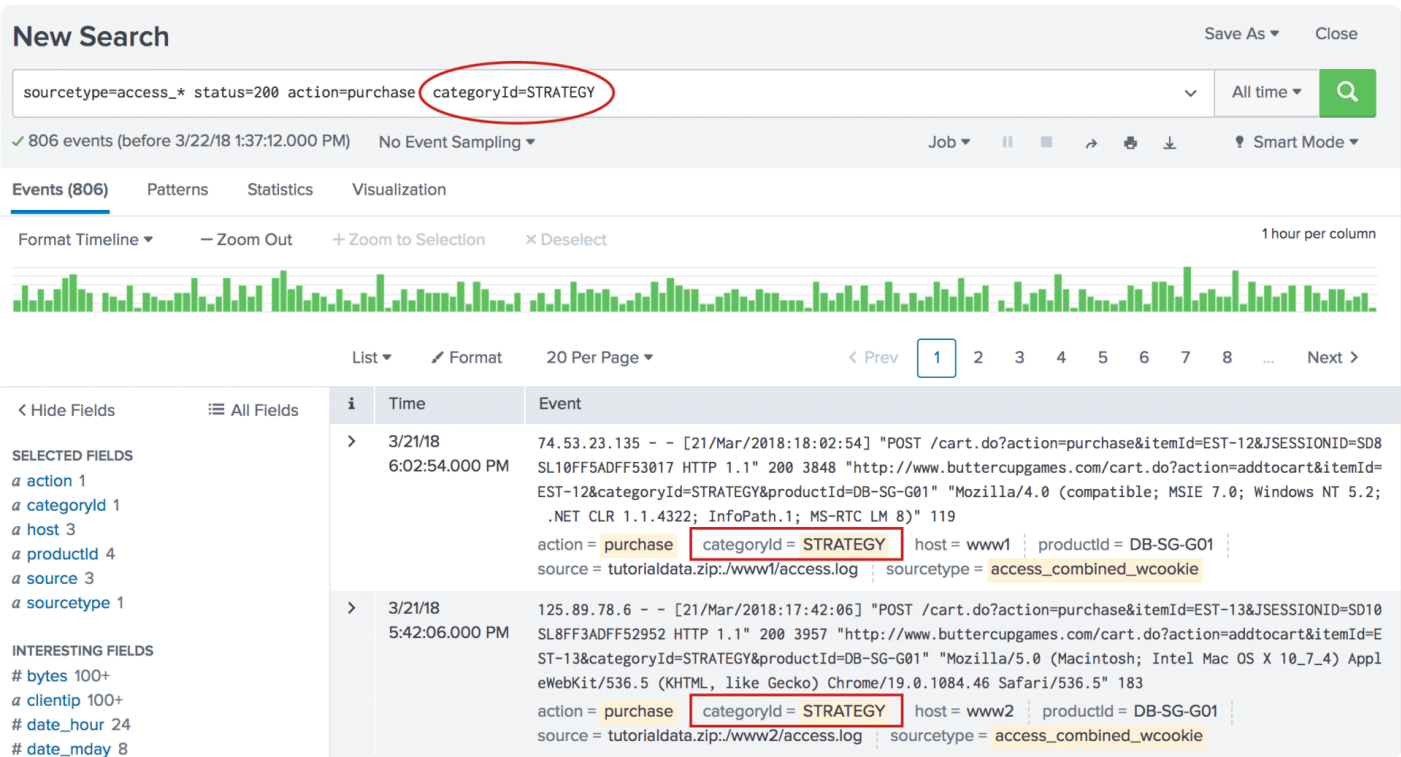 New Search
Save As Close
sourcetype=access_* status=200 action=purchase categoryId=STRATEGY
All time
806 events (before 3/22/18 1:37:12.000 PM) No Event Sampling
Job Smart Mode
Events (806) Patterns Statistics Visualization
Format Timeline — Zoom Out + Zoom to Selection × Deselect
1 hour per column
List Format 20 Per Page
< Prev 1 2 3 4 5 6 7 8 ... Next >
< Hide Fields All Fields
SELECTED FIELDS
a action 1
a categoryId 1
a host 3
a productId 4
a source 3
a sourcetype 1
INTERESTING FIELDS
# bytes 100+
a clientip 100+
# date_hour 24
# date_mday 8
i Time Event
> 3/21/18
6:02:54.000 PM
74.53.23.135 - - [21/Mar/2018:18:02:54] "POST /cart.do?action=purchase&itemId=EST-12&JSESSIONID=SD8
SL10FF5ADFF53017 HTTP 1.1" 200 3848 "http://www.buttercupgames.com/cart.do?action=addtocart&itemId=
EST-12&categoryId=STRATEGY&productId=DB-SG-G01" "Mozilla/4.0 (compatible; MSIE 7.0; Windows NT 5.2;
.NET CLR 1.1.4322; InfoPath.1; MS-RTC LM 8)" 119
action = purchase categoryId = STRATEGY host = www1 productId = DB-SG-G01
source = tutorialdata.zip:./www1/access.log sourcetype = access_combined_wcookie
> 3/21/18
5:42:06.000 PM
125.89.78.6 - - [21/Mar/2018:17:42:06] "POST /cart.do?action=purchase&itemId=EST-13&JSESSIONID=SD10
SL8FF3ADFF52952 HTTP 1.1" 200 3957 "http://www.buttercupgames.com/cart.do?action=addtocart&itemId=E
ST-13&categoryId=STRATEGY&productId=DB-SG-G01" "Mozilla/5.0 (Macintosh; Intel Mac OS X 10_7_4) Appl
eWebKit/536.5 (KHTML, like Gecko) Chrome/19.0.1084.46 Safari/536.5" 183
action = purchase categoryId = STRATEGY host = www2 productId = DB-SG-G01
source = tutorialdata.zip:./www2/access.log sourcetype = access_combined_wcookie